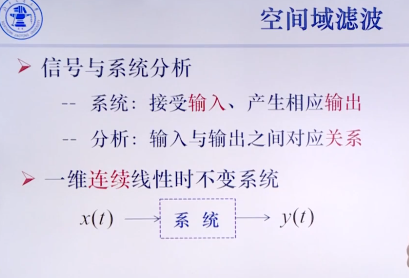 空间域滤波
信号与系统分析
-- 系统：接受输入、产生相应输出
-- 分析：输入与输出之间对应关系
一维连续线性时不变系统
x(t) → 系 统 → y(t)